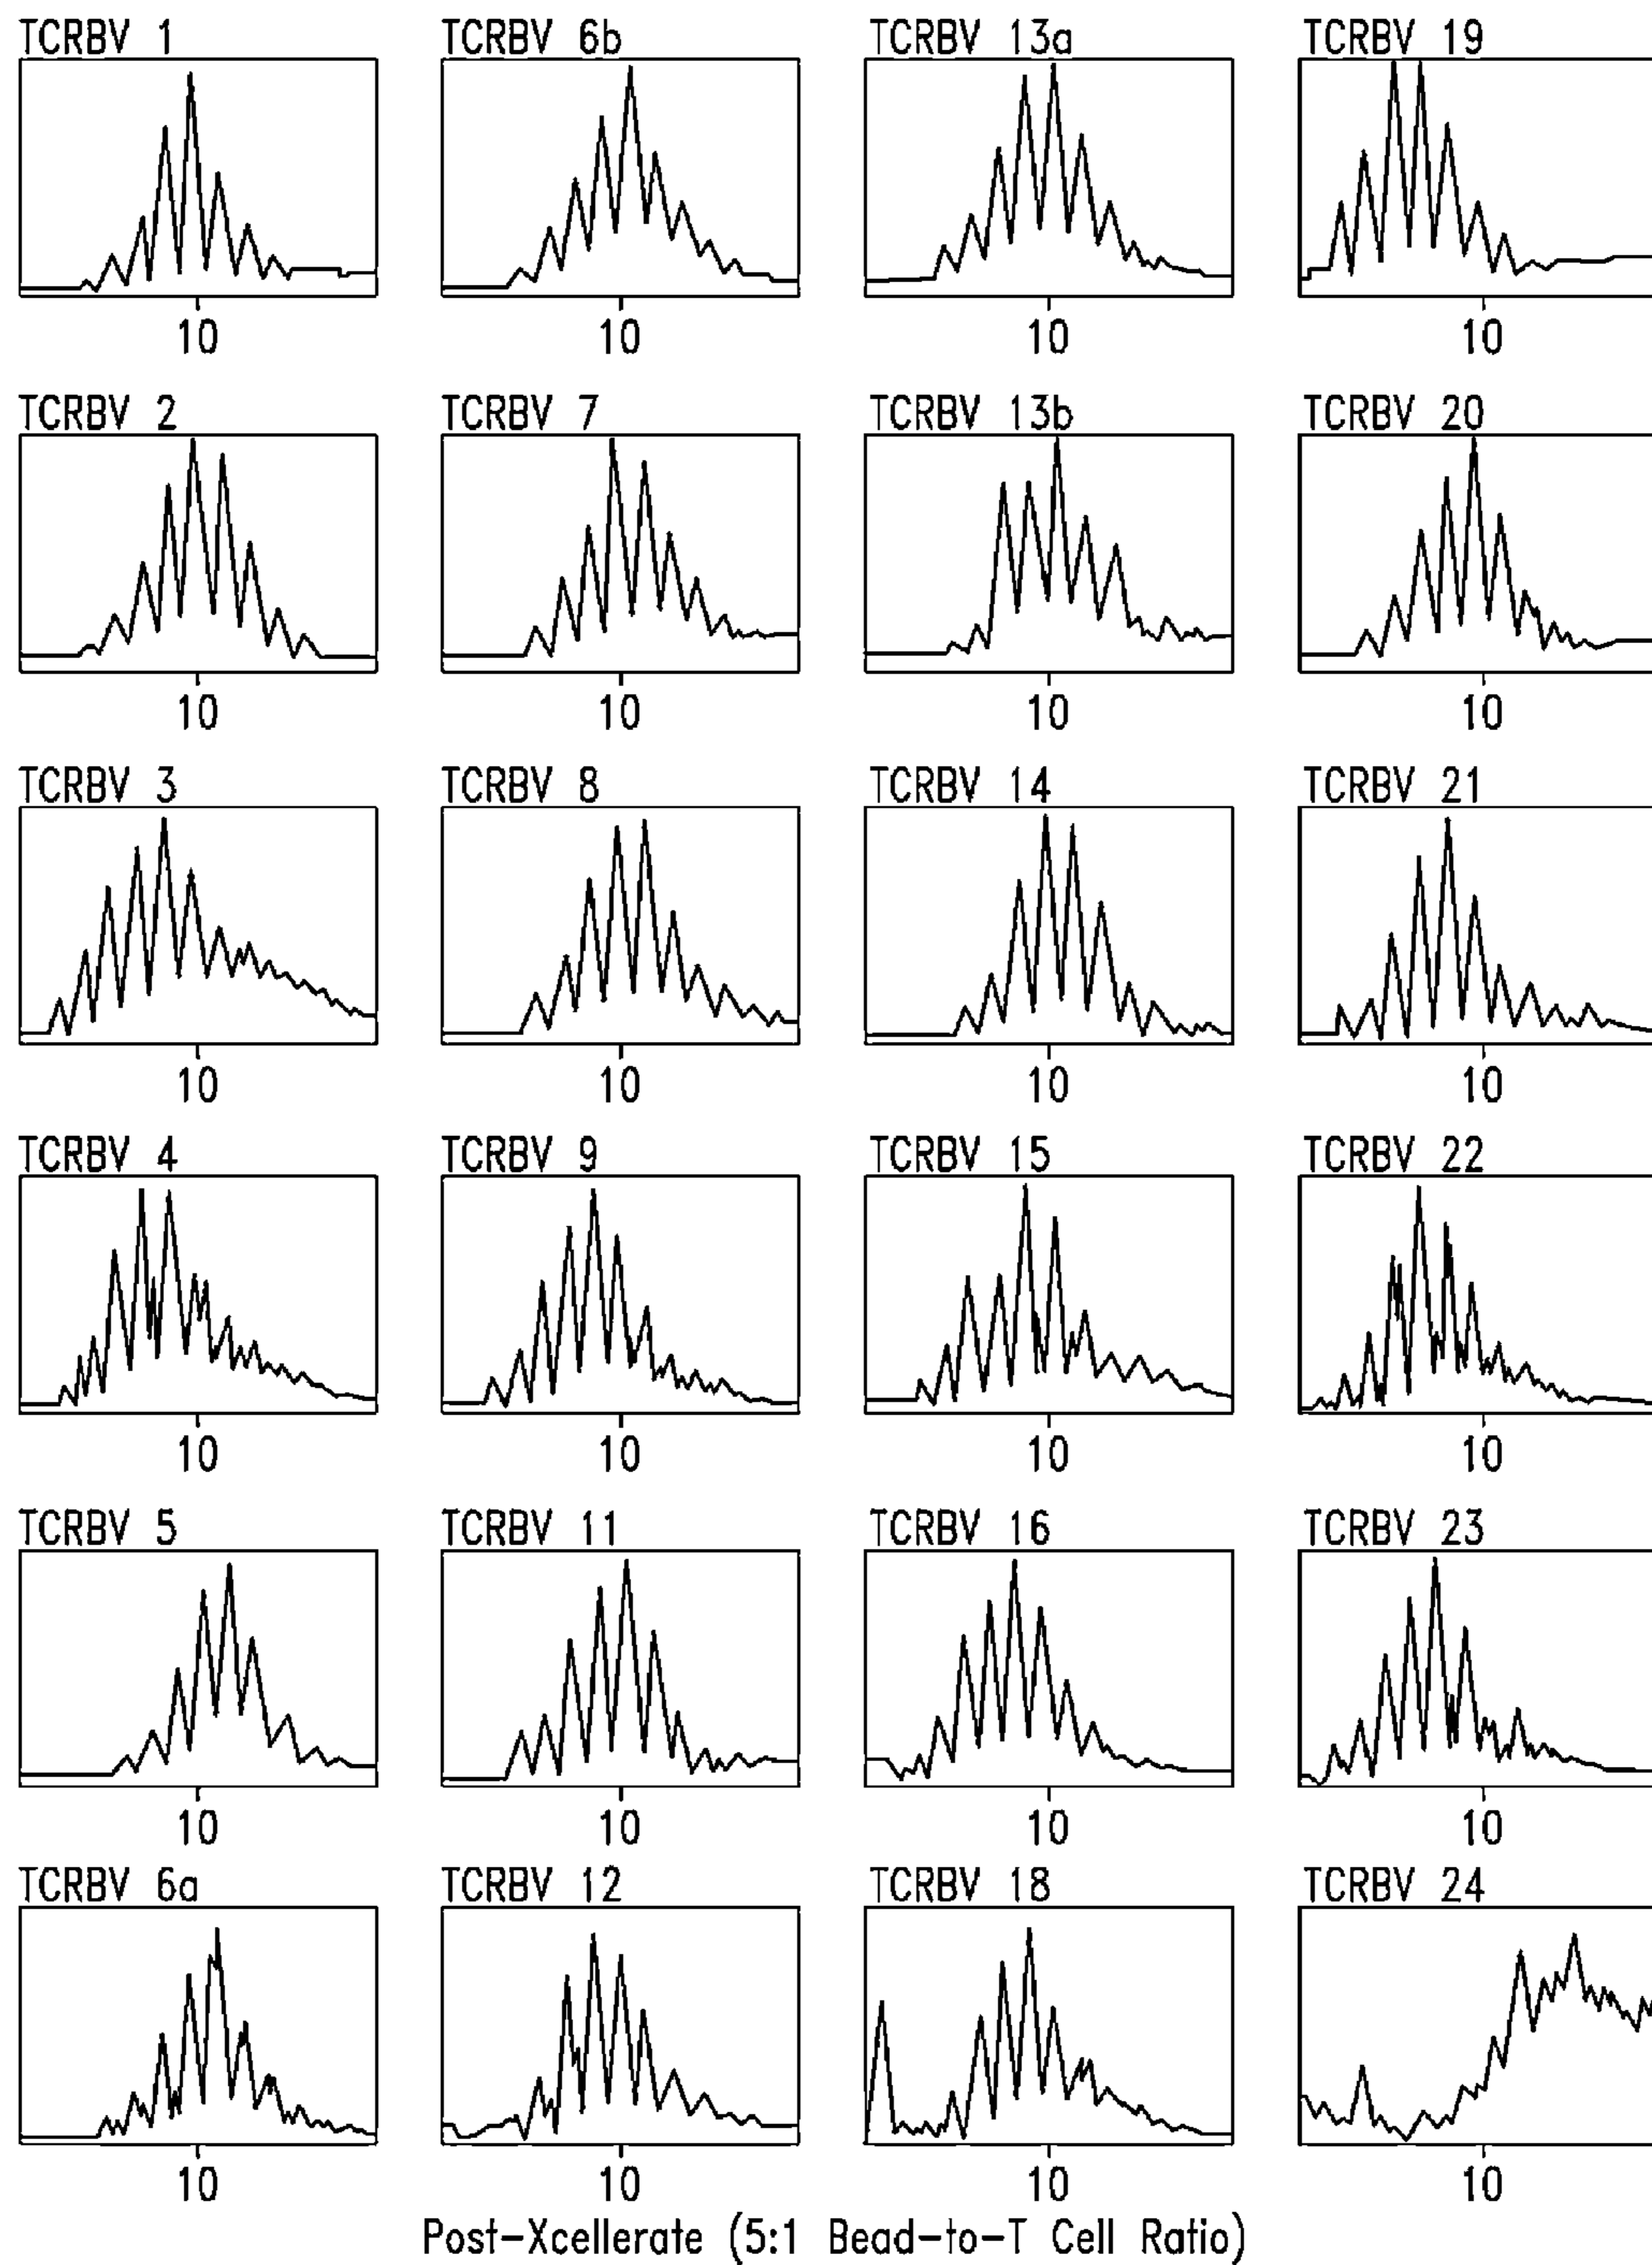 TCRBV 1 TCRBV 6b TCRBV 13a TCRBV 19
10 10 10 10
TCRBV 2 TCRBV 7 TCRBV 13b TCRBV 20
10 10 10 10
TCRBV 3 TCRBV 8 TCRBV 14 TCRBV 21
10 10 10 10
TCRBV 4 TCRBV 9 TCRBV 15 TCRBV 22
10 10 10 10
TCRBV 5 TCRBV 11 TCRBV 16 TCRBV 23
10 10 10 10
TCRBV 6a TCRBV 12 TCRBV 18 TCRBV 24
10 10 10 10
Post-Xcellerate (5:1 Bead-to-T Cell Ratio)